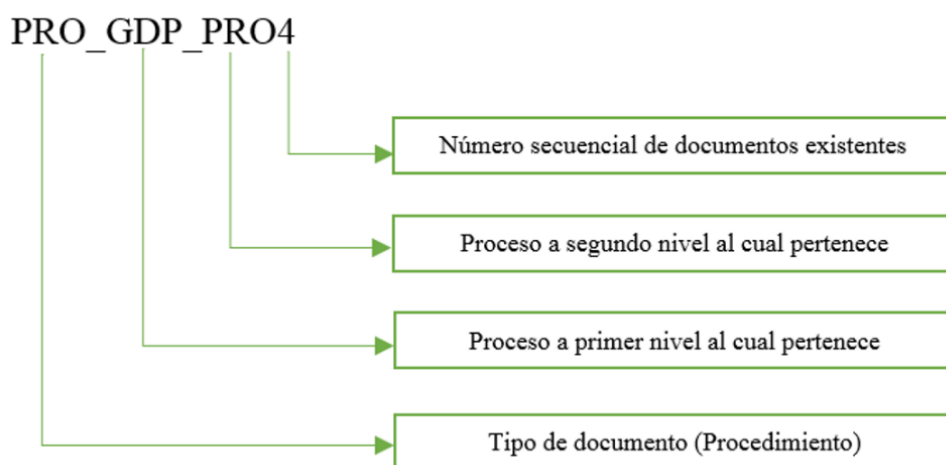 PRO_GDP_PRO4
Número secuencial de documentos existentes
Proceso a segundo nivel al cual pertenece
Proceso a primer nivel al cual pertenece
Tipo de documento (Procedimiento)